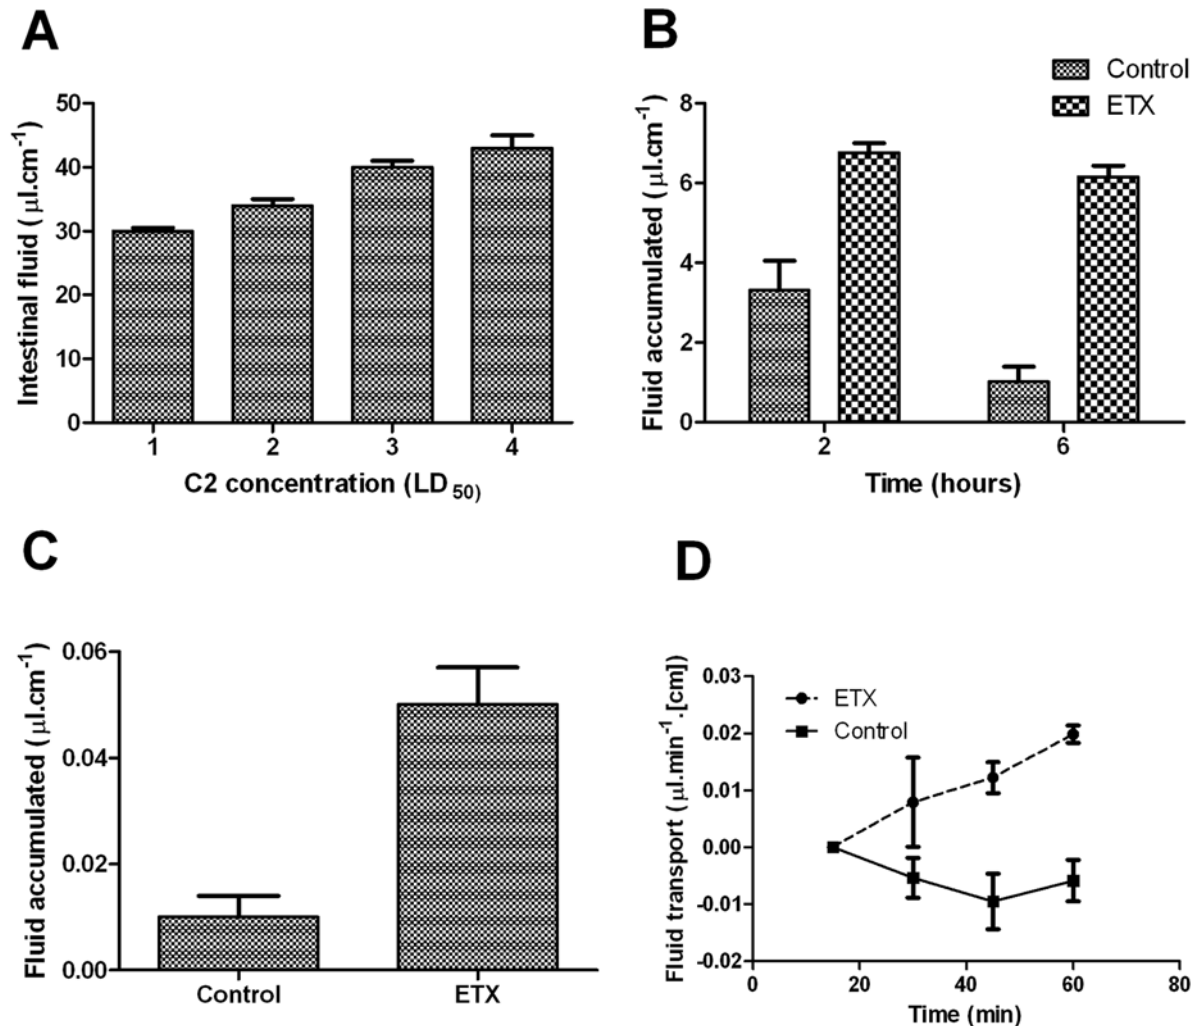 A
Intestinal fluid ( µl.cm⁻¹)
50
40
30
20
10
0
1 2 3 4
C2 concentration (LD₅₀)
B
Control
ETX
Fluid accumulated ( µl.cm⁻¹)
8
6
4
2
0
2 6
Time (hours)
C
Fluid accumulated ( µl.cm⁻¹)
0.06
0.04
0.02
0.00
Control ETX
D
Fluid transport ( µl.min⁻¹.[cm])
ETX
Control
0.03
0.02
0.01
0.00
-0.01
-0.02
0 20 40 60 80
Time (min)